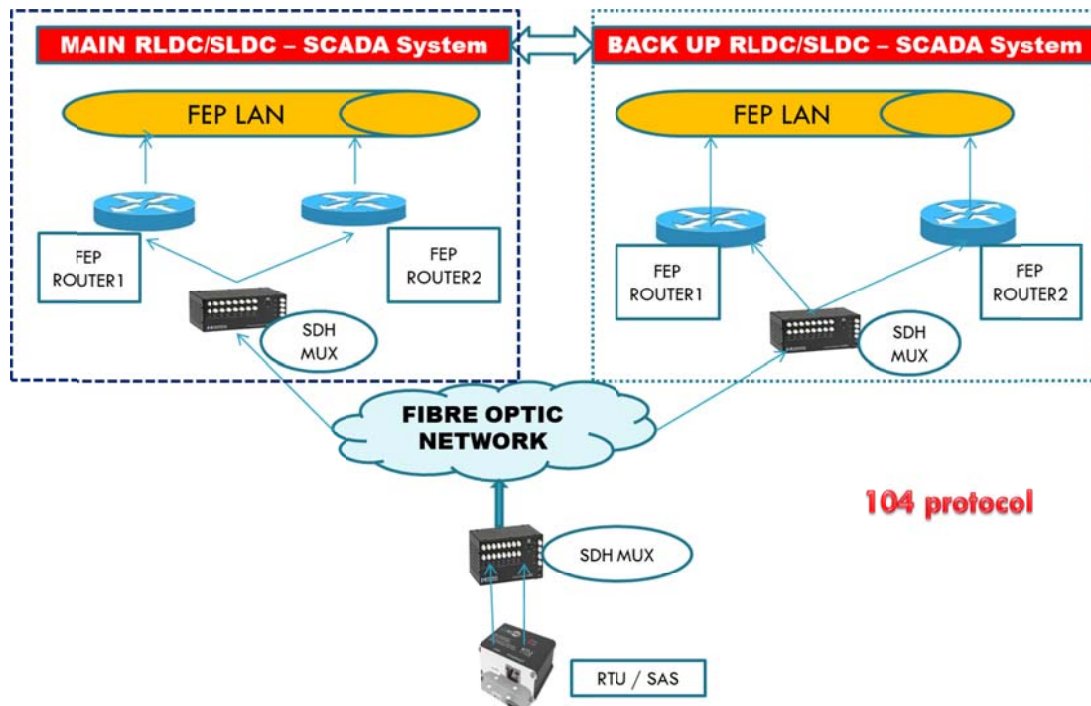 MAIN RLDC/SLDC – SCADA System
BACK UP RLDC/SLDC – SCADA System
FEP LAN
FEP LAN
FEP
ROUTER1
FEP
ROUTER2
FEP
ROUTER1
FEP
ROUTER2
SDH
MUX
SDH
MUX
FIBRE OPTIC
NETWORK
104 protocol
SDH MUX
RTU / SAS